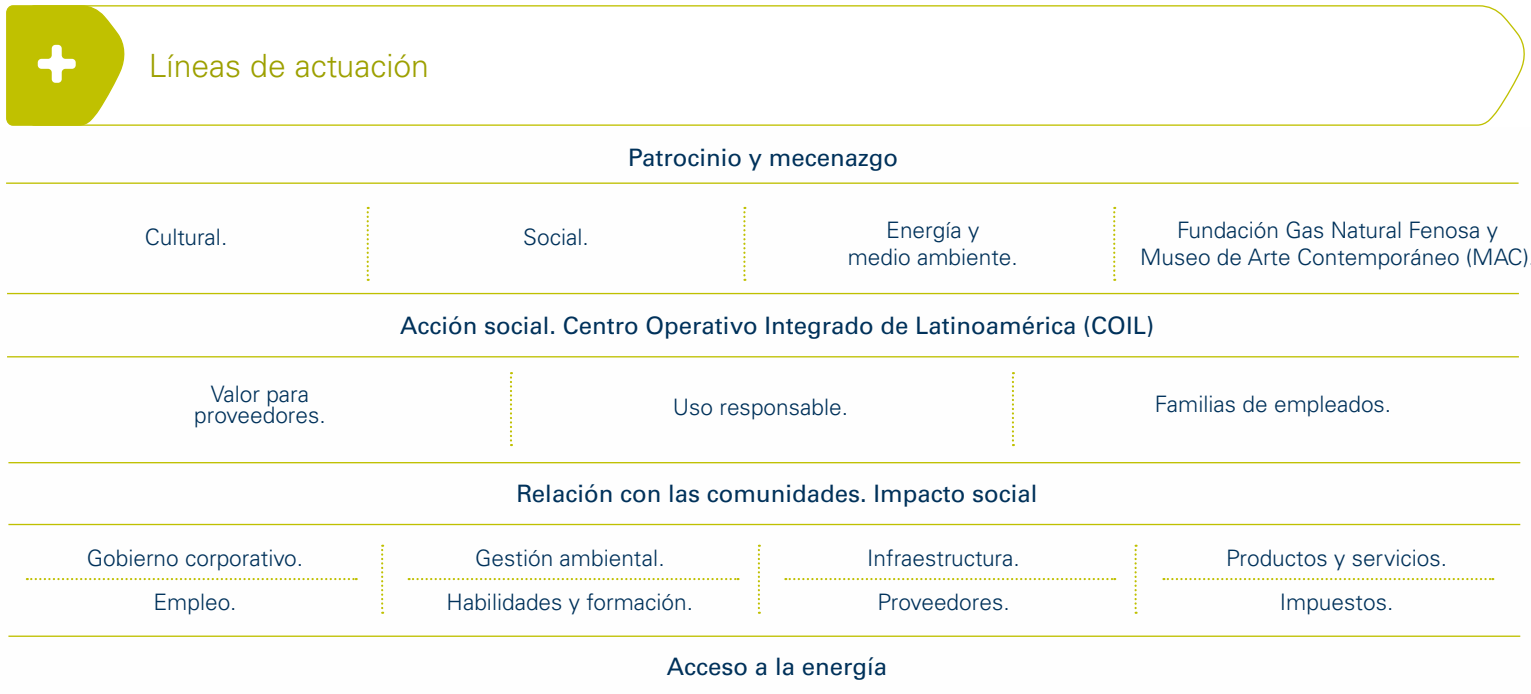 Líneas de actuación
Patrocinio y mecenazgo
Cultural.
Social.
Energía y
medio ambiente.
Fundación Gas Natural Fenosa y
Museo de Arte Contemporáneo (MAC).
Acción social. Centro Operativo Integrado de Latinoamérica (COIL)
Valor para
proveedores.
Uso responsable.
Familias de empleados.
Relación con las comunidades. Impacto social
Gobierno corporativo.
Gestión ambiental.
Infraestructura.
Productos y servicios.
Empleo.
Habilidades y formación.
Proveedores.
Impuestos.
Acceso a la energía